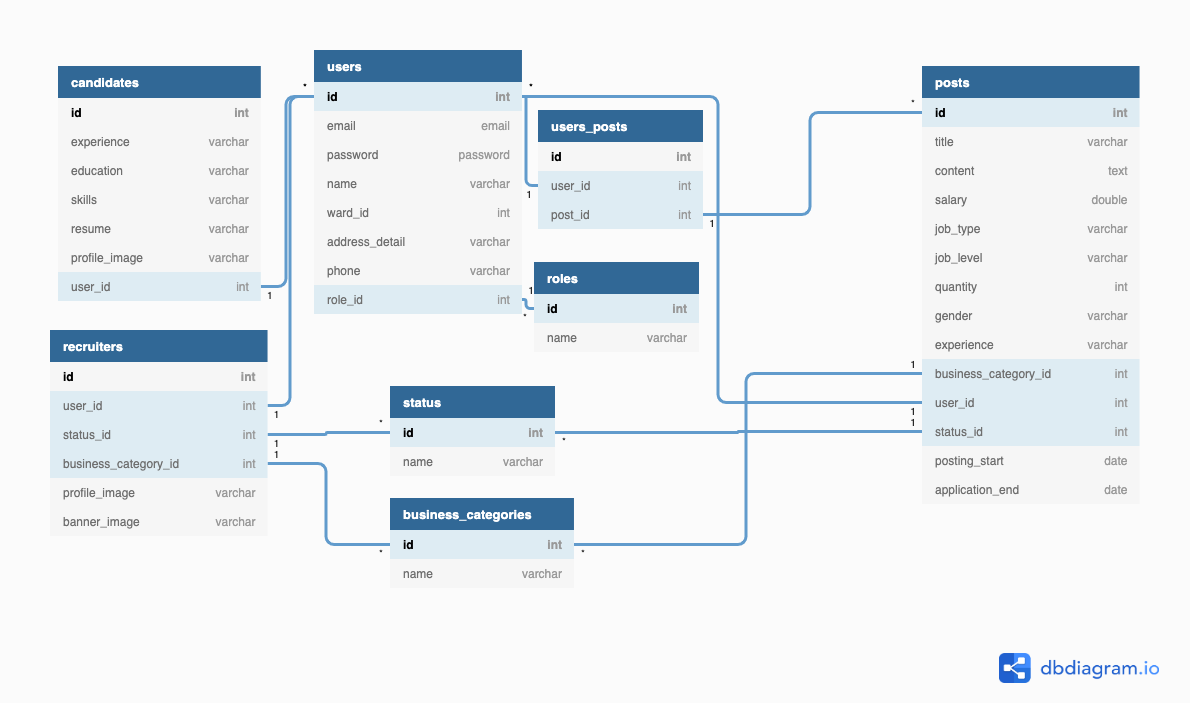 candidates
id int
experience varchar
education varchar
skills varchar
resume varchar
profile_image varchar
user_id int
1
users
*
*
id int
email email
password password
name varchar
ward_id int
address_detail varchar
phone varchar
role_id int
*
users_posts
id int
user_id int
1
post_id int
1
roles
1
id int
name varchar
posts
*
id int
title varchar
content text
salary double
job_type varchar
job_level varchar
quantity int
gender varchar
experience varchar
1
business_category_id int
user_id int
1
1
status_id int
posting_start date
application_end date
recruiters
id int
user_id int
1
status_id int
1
1
business_category_id int
profile_image varchar
banner_image varchar
status
*
id int
*
name varchar
business_categories
id int
*
*
name varchar
dbdiagram.io